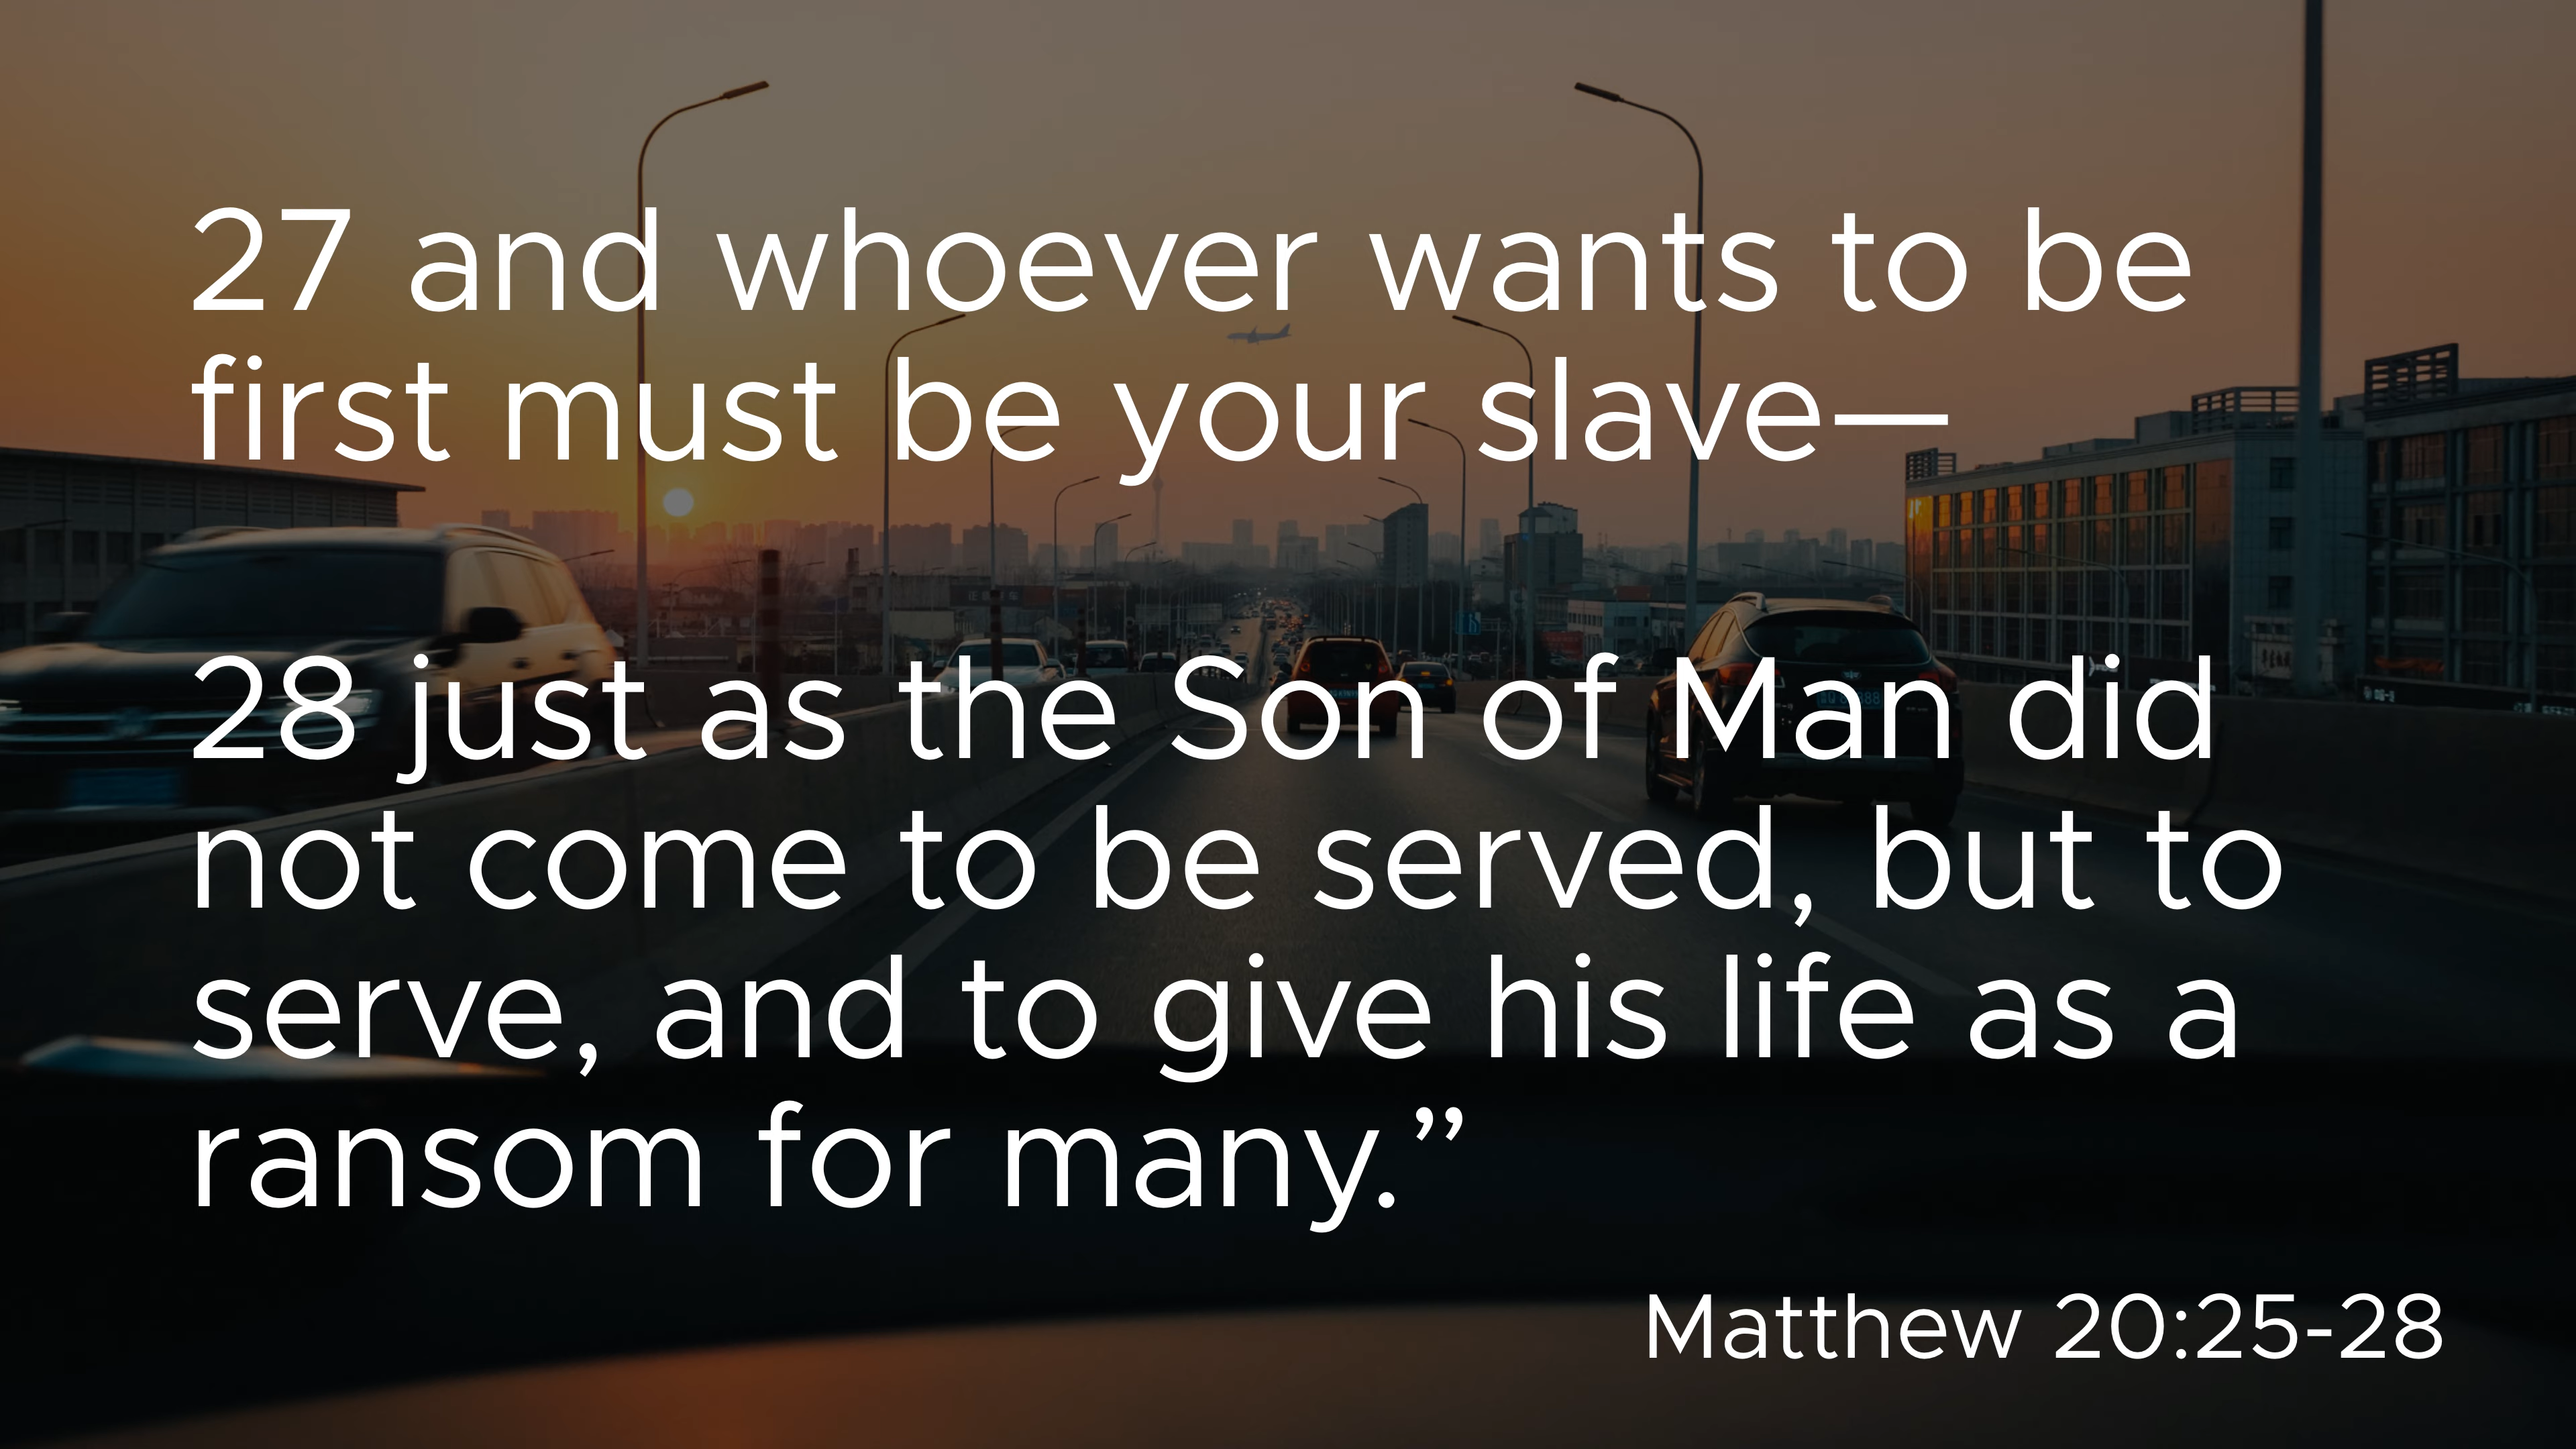 27 and whoever wants to be
first must be your slave—
28 just as the Son of Man did
not come to be served, but to
serve, and to give his life as a
ransom for many.”
Matthew 20:25-28